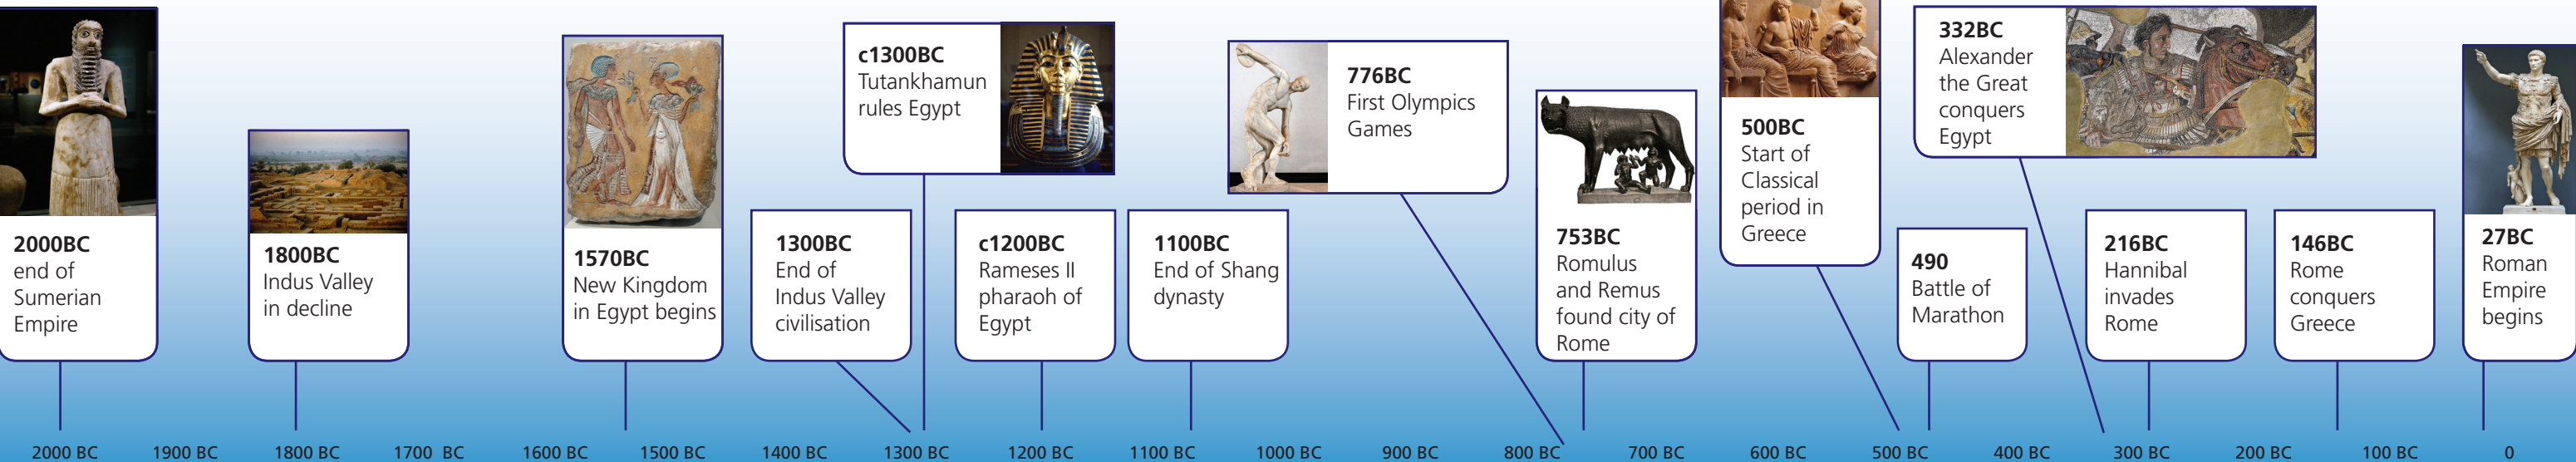 2000BC
end of
Sumerian
Empire
1800BC
Indus Valley
in decline
1570BC
New Kingdom
in Egypt begins
1300BC
End of
Indus Valley
civilisation
c1300BC
Tutankhamun
rules Egypt
c1200BC
Rameses II
pharaoh of
Egypt
1100BC
End of Shang
dynasty
776BC
First Olympics
Games
753BC
Romulus
and Remus
found city of
Rome
500BC
Start of
Classical
period in
Greece
490
Battle of
Marathon
332BC
Alexander
the Great
conquers
Egypt
216BC
Hannibal
invades
Rome
146BC
Rome
conquers
Greece
27BC
Roman
Empire
begins
2000 BC 1900 BC 1800 BC 1700 BC 1600 BC 1500 BC 1400 BC 1300 BC 1200 BC 1100 BC 1000 BC 900 BC 800 BC 700 BC 600 BC 500 BC 400 BC 300 BC 200 BC 100 BC 0